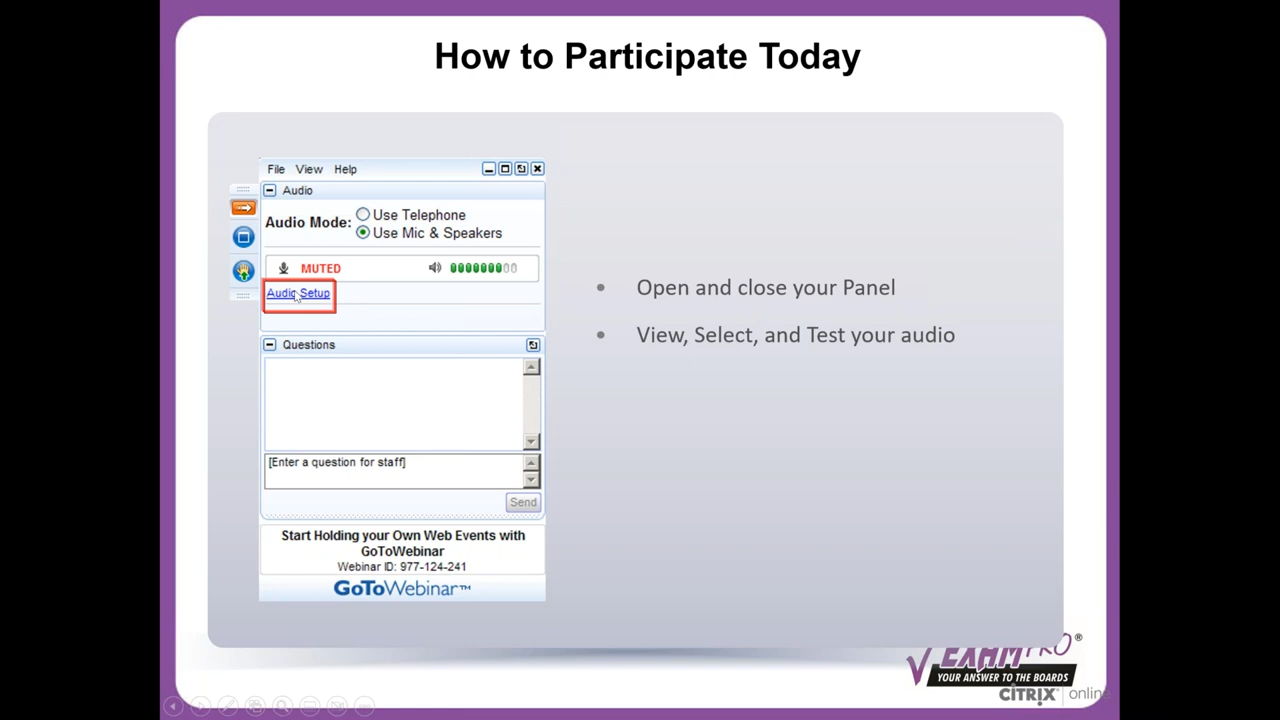 How to Participate Today
File View Help
Audio
Audio Mode: Use Telephone
Use Mic & Speakers
MUTED
Audio Setup
Questions
[Enter a question for staff]
Send
Start Holding your Own Web Events with
GoToWebinar
Webinar ID: 977-124-241
GoToWebinar™
Open and close your Panel
View, Select, and Test your audio
EXAMPRO®
YOUR ANSWER TO THE BOARDS
CITRIX online